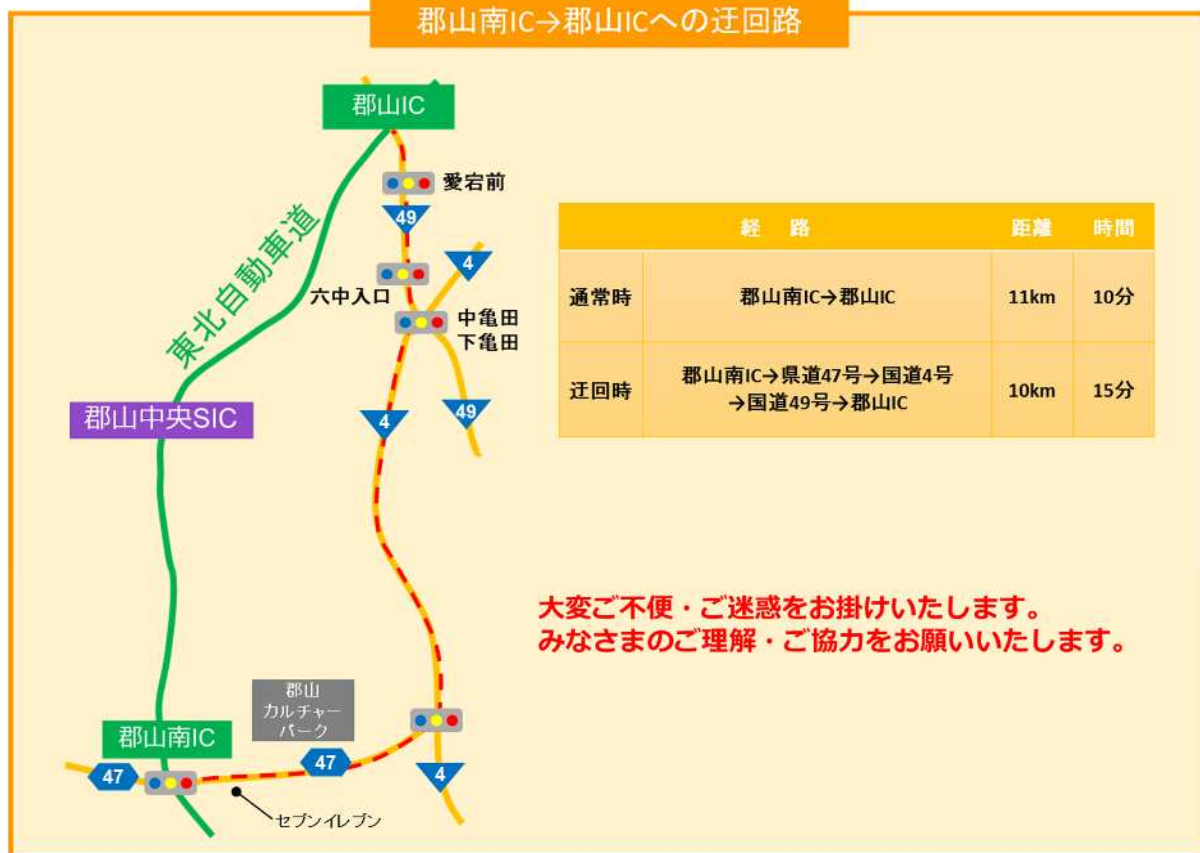 郡山南IC→郡山ICへの迂回路
郡山IC
愛宕前
49
4
六中入口
中亀田
下亀田
東北自動車道
郡山中央SIC
4
49
郡山
カルチャー
パーク
郡山南IC
47
47
4
セブンイレブン
経 路 距離 時間
通常時 郡山南IC→郡山IC 11km 10分
迂回時 郡山南IC→県道47号→国道4号
→国道49号→郡山IC 10km 15分
大変ご不便・ご迷惑をお掛けいたします。
みなさまのご理解・ご協力をお願いいたします。